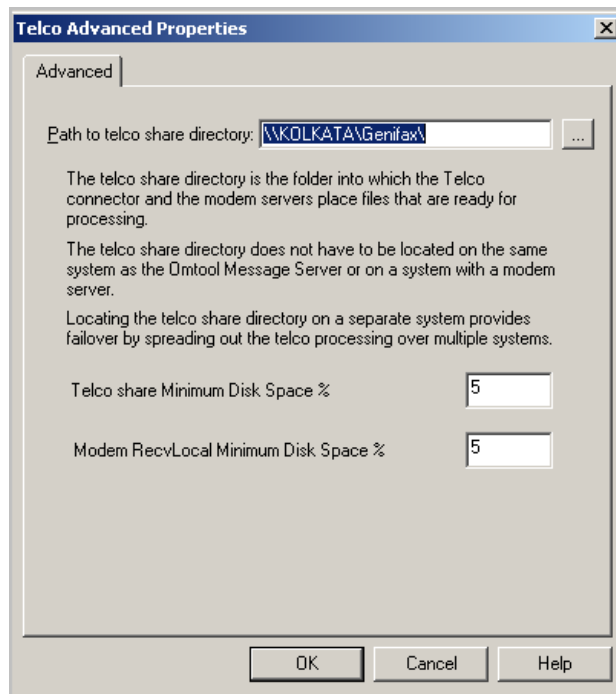 Telco Advanced Properties
Advanced
Path to telco share directory: \\KOLKATA\Genifax\ ...
The telco share directory is the folder into which the Telco
connector and the modem servers place files that are ready for
processing.
The telco share directory does not have to be located on the same
system as the Omtool Message Server or on a system with a modem
server.
Locating the telco share directory on a separate system provides
failover by spreading out the telco processing over multiple systems.
Telco share Minimum Disk Space % 5
Modem RecvLocal Minimum Disk Space % 5
OK Cancel Help